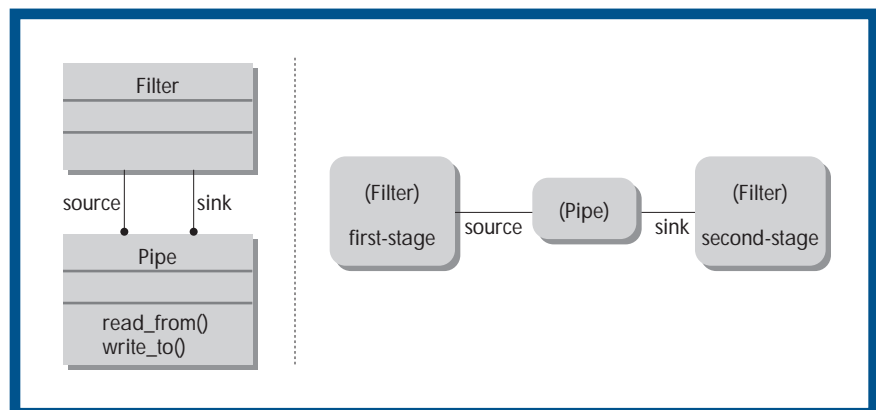 Filter
source
sink
Pipe
read_from()
write_to()
(Filter)
first-stage
source
(Pipe)
sink
(Filter)
second-stage